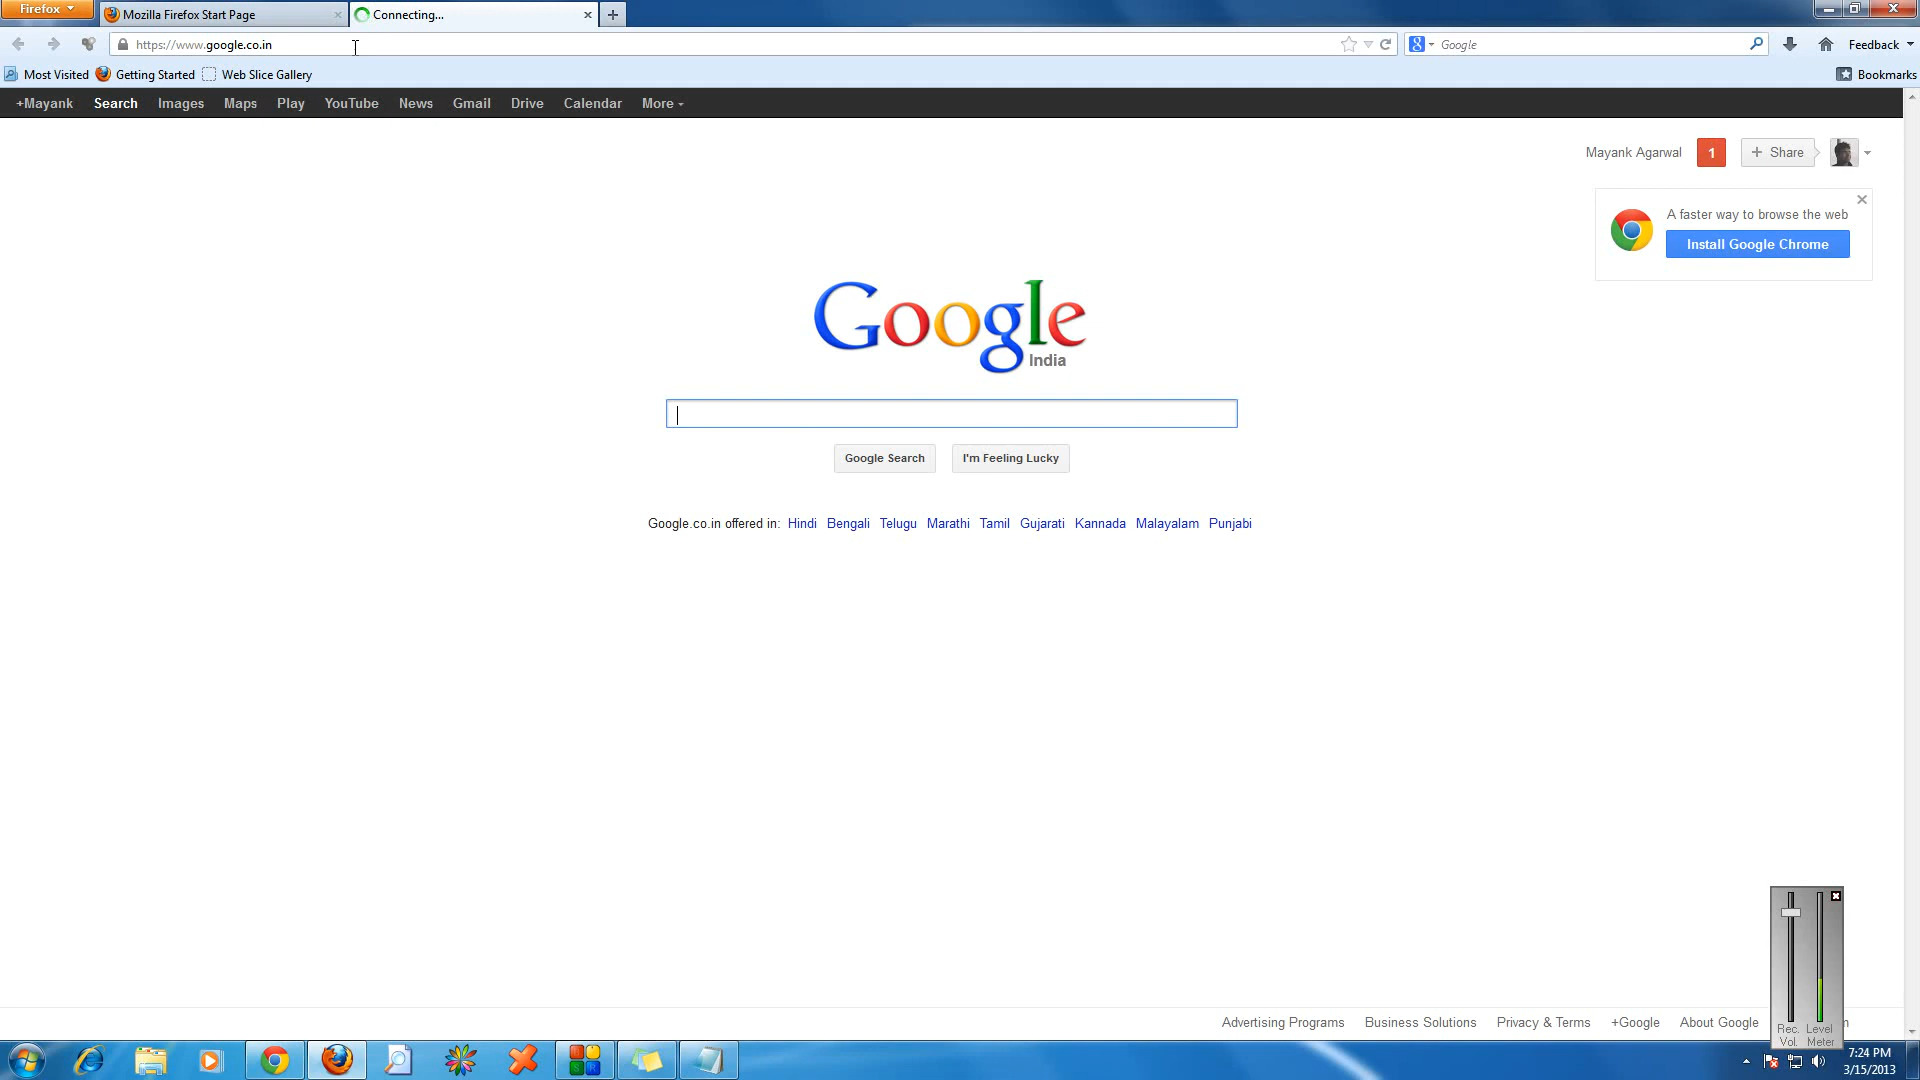 Firefox
Mozilla Firefox Start Page
Connecting...
https://www.google.co.in
Google
Feedback
Most Visited
Getting Started
Web Slice Gallery
Bookmarks
+Mayank Search Images Maps Play YouTube News Gmail Drive Calendar More
Mayank Agarwal 1 + Share
A faster way to browse the web
Install Google Chrome
Google
India
Google Search I'm Feeling Lucky
Google.co.in offered in: Hindi Bengali Telugu Marathi Tamil Gujarati Kannada Malayalam Punjabi
Advertising Programs Business Solutions Privacy & Terms +Google About Google
Rec. Level
Vol. Meter
7:24 PM
3/15/2013